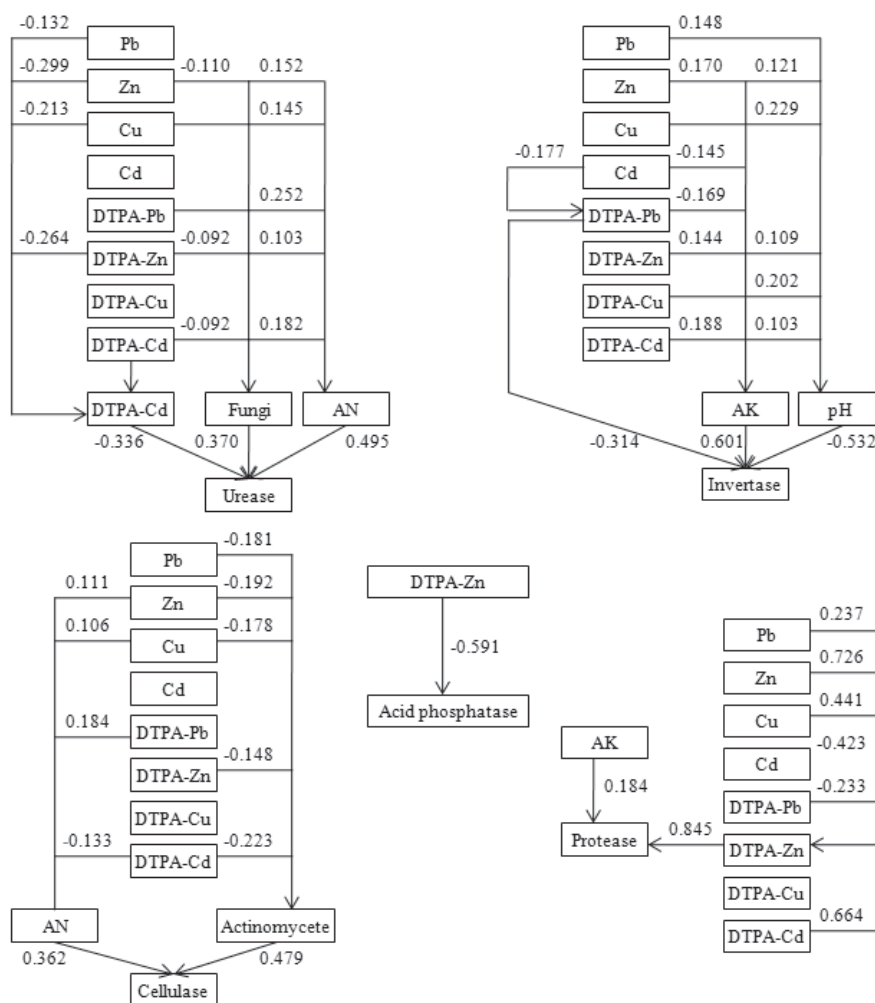 -0.132
Pb
-0.299
Zn
-0.110
0.152
-0.213
Cu
0.145
Cd
DTPA-Pb
0.252
-0.264
DTPA-Zn
-0.092
0.103
DTPA-Cu
DTPA-Cd
-0.092
0.182
DTPA-Cd
Fungi
AN
-0.336
0.370
0.495
Urease
Pb
0.148
Zn
0.170
0.121
Cu
0.229
-0.177
Cd
-0.145
DTPA-Pb
-0.169
DTPA-Zn
0.144
0.109
DTPA-Cu
0.202
DTPA-Cd
0.188
0.103
AK
pH
-0.314
0.601
-0.532
Invertase
Pb
-0.181
0.111
Zn
-0.192
0.106
Cu
-0.178
Cd
0.184
DTPA-Pb
DTPA-Zn
-0.148
DTPA-Cu
-0.133
DTPA-Cd
-0.223
AN
Actinomycete
0.362
0.479
Cellulase
DTPA-Zn
-0.591
Acid phosphatase
AK
0.184
Protease
0.845
Pb
0.237
Zn
0.726
Cu
0.441
Cd
-0.423
DTPA-Pb
-0.233
DTPA-Zn
DTPA-Cu
DTPA-Cd
0.664